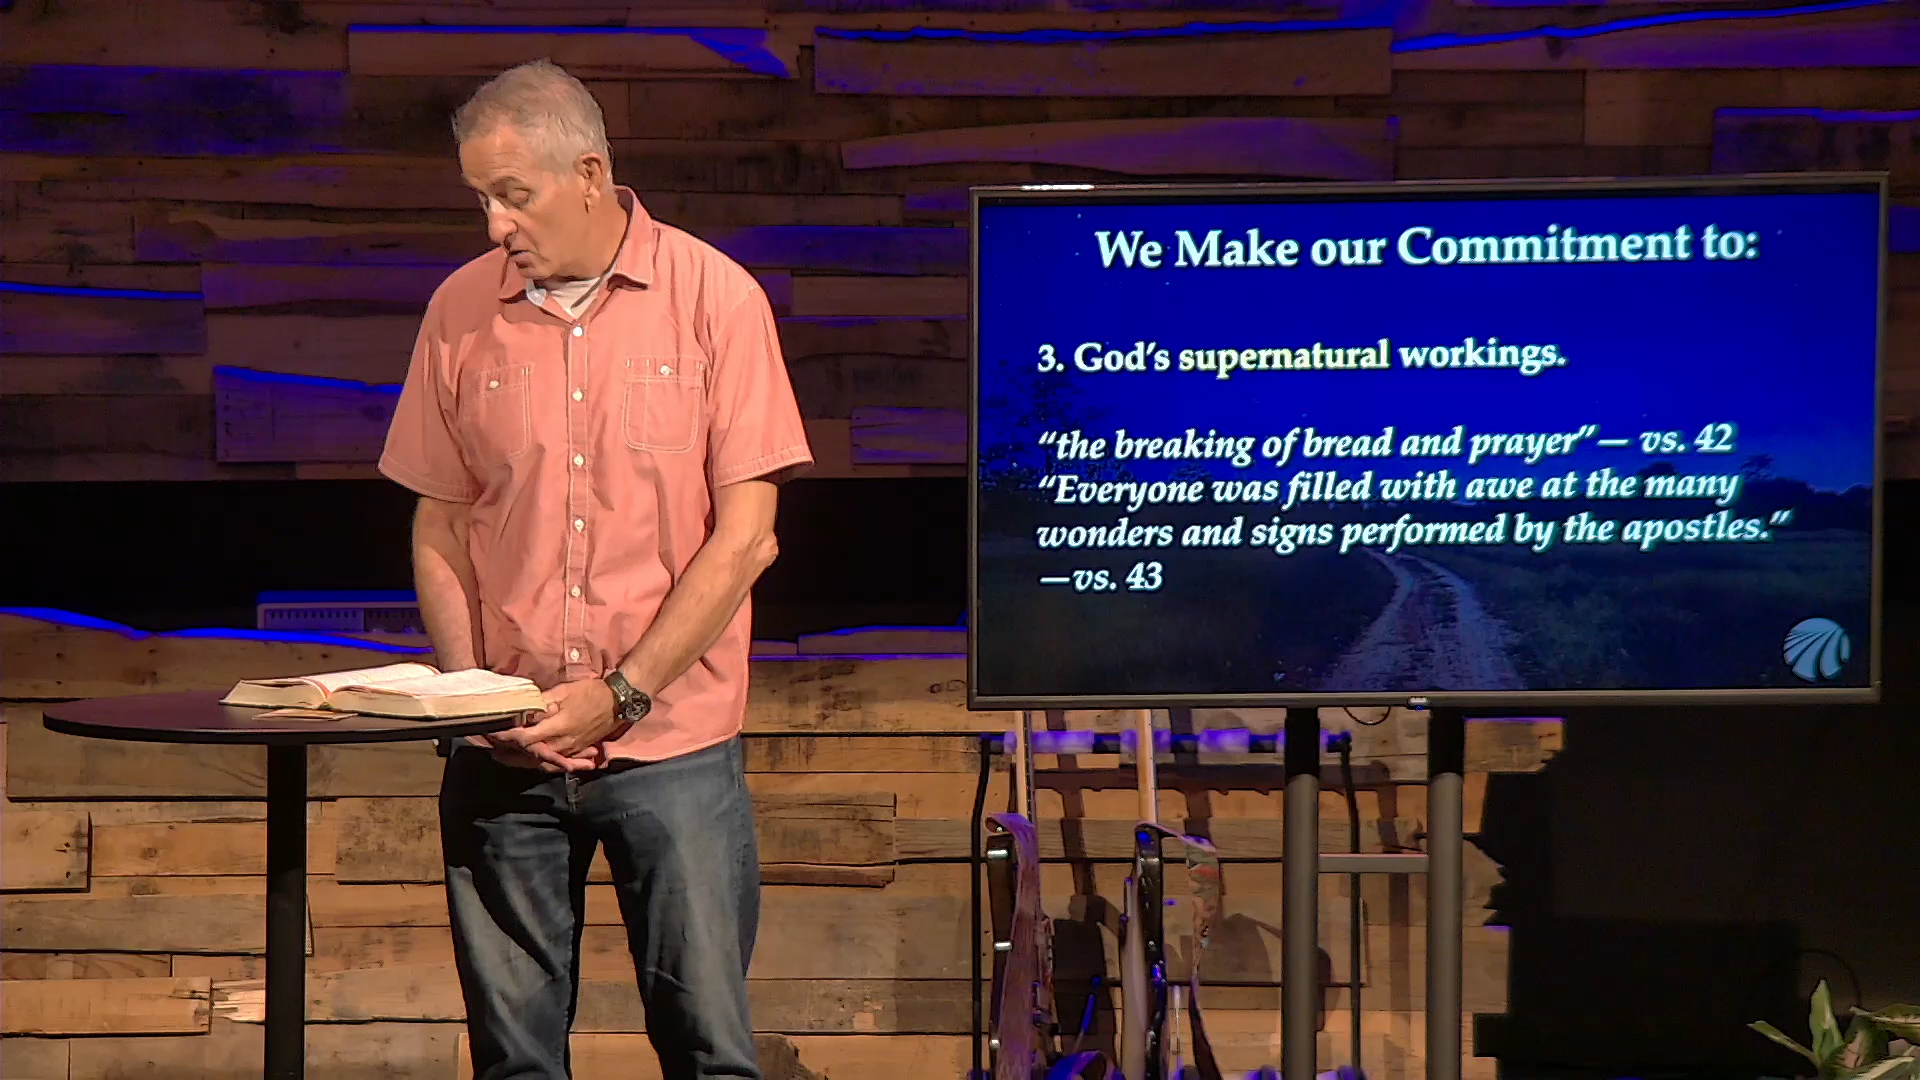 We Make our Commitment to:
3. God's supernatural workings.
“the breaking of bread and prayer”— vs. 42
“Everyone was filled with awe at the many
wonders and signs performed by the apostles.”
—vs. 43